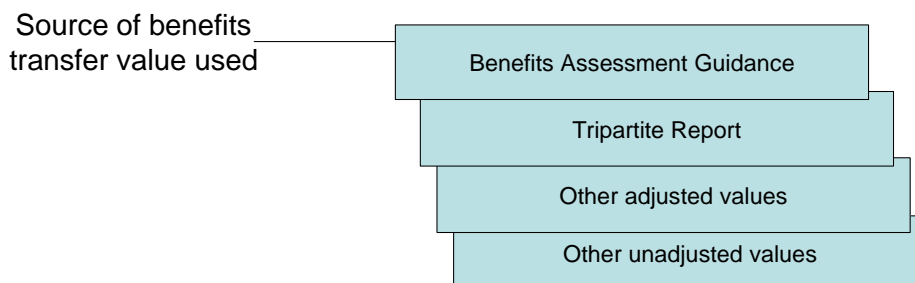 Source of benefits
transfer value used
Benefits Assessment Guidance
Tripartite Report
Other adjusted values
Other unadjusted values